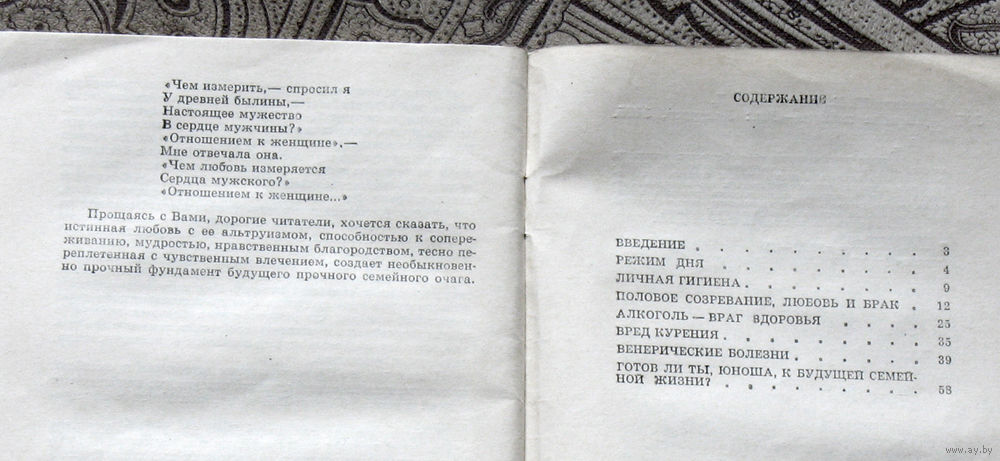 «Чем измерить,— спросил я
У древней былины,—
Настоящее мужество
В сердце мужчины?»
«Отношением к женщине»,—
Мне отвечала она.
«Чем любовь измеряется
Сердца мужского?»
«Отношением к женщине...»
Прощаясь с Вами, дорогие читатели, хочется сказать, что
истинная любовь с ее альтруизмом, способностью к сопере-
живанию, мудростью, нравственным благородством, тесно пе-
реплетенная с чувственным влечением, создает необыкновен-
но прочный фундамент будущего прочного семейного очага.
СОДЕРЖАНИЕ
ВВЕДЕНИЕ . . . . . . . . . 3
РЕЖИМ ДНЯ . . . . . . . . 4
ЛИЧНАЯ ГИГИЕНА . . . . . . . 9
ПОЛОВОЕ СОЗРЕВАНИЕ, ЛЮБОВЬ И БРАК . 12
АЛКОГОЛЬ — ВРАГ ЗДОРОВЬЯ . . . . 25
ВРЕД КУРЕНИЯ . . . . . . . . 35
ВЕНЕРИЧЕСКИЕ БОЛЕЗНИ . . . . . . 39
ГОТОВ ЛИ ТЫ, ЮНОША, К БУДУЩЕЙ СЕМЕЙ-
НОЙ ЖИЗНИ? . . . . . . . . 58
www.ay.by